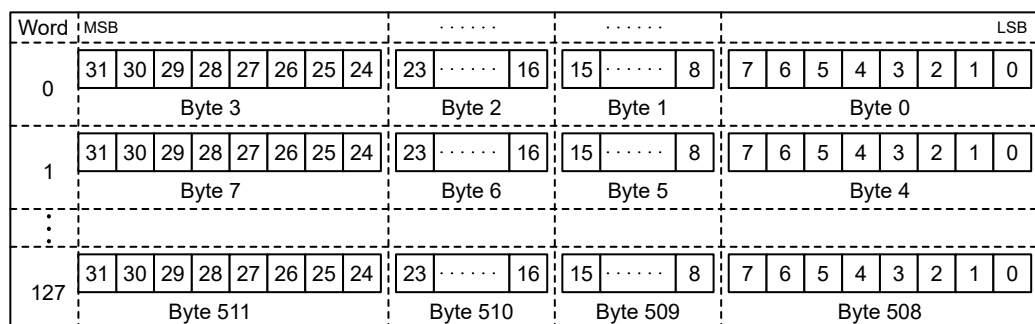 Word MSB ······ ······ LSB
31 30 29 28 27 26 25 24 23 ······ 16 15 ······ 8 7 6 5 4 3 2 1 0
0
Byte 3 Byte 2 Byte 1 Byte 0
31 30 29 28 27 26 25 24 23 ······ 16 15 ······ 8 7 6 5 4 3 2 1 0
1
Byte 7 Byte 6 Byte 5 Byte 4
⋮
31 30 29 28 27 26 25 24 23 ······ 16 15 ······ 8 7 6 5 4 3 2 1 0
127
Byte 511 Byte 510 Byte 509 Byte 508